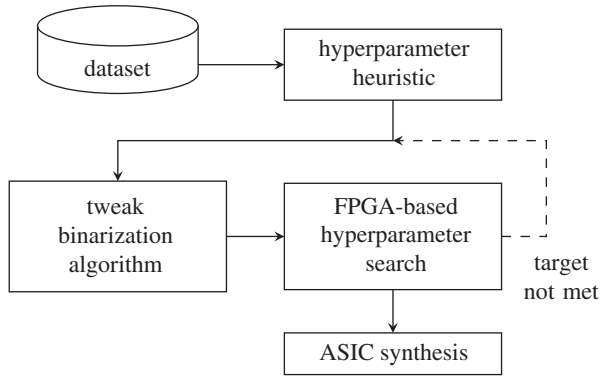 dataset
hyperparameter
heuristic
tweak
binarization
algorithm
FPGA-based
hyperparameter
search
target
not met
ASIC synthesis